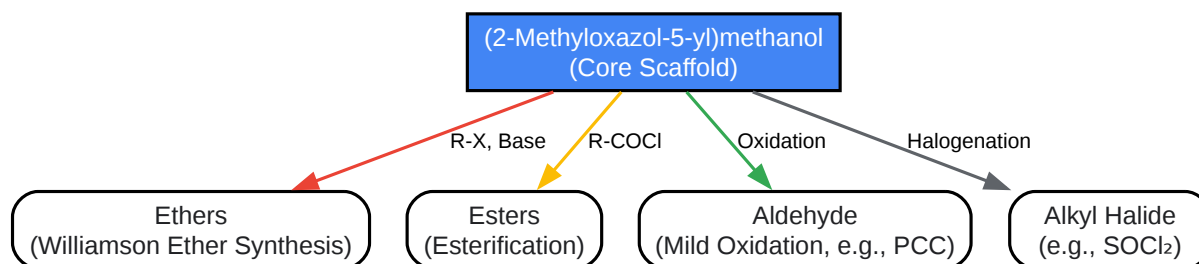 (2-Methyloxazol-5-yl)methanol
(Core Scaffold)
R-X, Base
R-COCl
Oxidation
Halogenation
Ethers
(Williamson Ether Synthesis)
Esters
(Esterification)
Aldehyde
(Mild Oxidation, e.g., PCC)
Alkyl Halide
(e.g., SOCl₂)